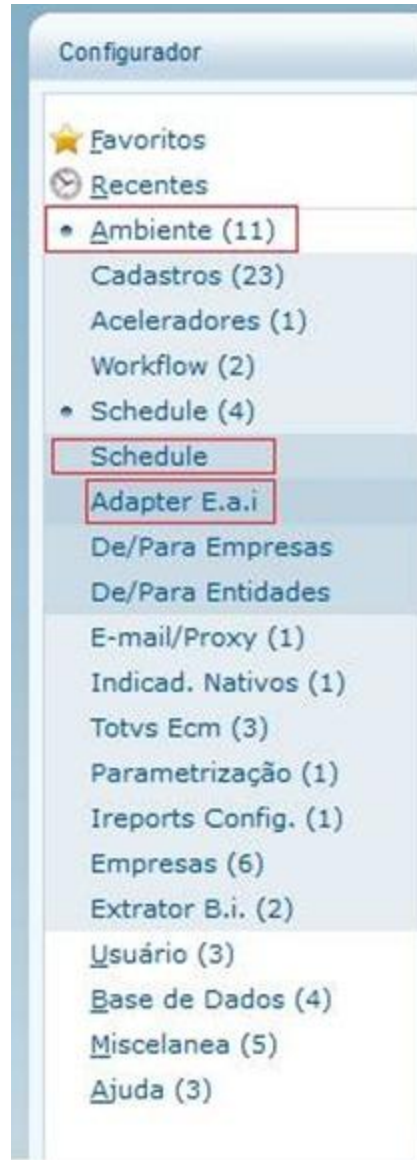 Configurador
Favoritos
Recentes
Ambiente (11)
Cadastros (23)
Aceleradores (1)
Workflow (2)
Schedule (4)
Schedule
Adapter E.a.i
De/Para Empresas
De/Para Entidades
E-mail/Proxy (1)
Indicad. Nativos (1)
Totvs Ecm (3)
Parametrização (1)
Ireports Config. (1)
Empresas (6)
Extrator B.i. (2)
Usuário (3)
Base de Dados (4)
Miscelanea (5)
Ajuda (3)